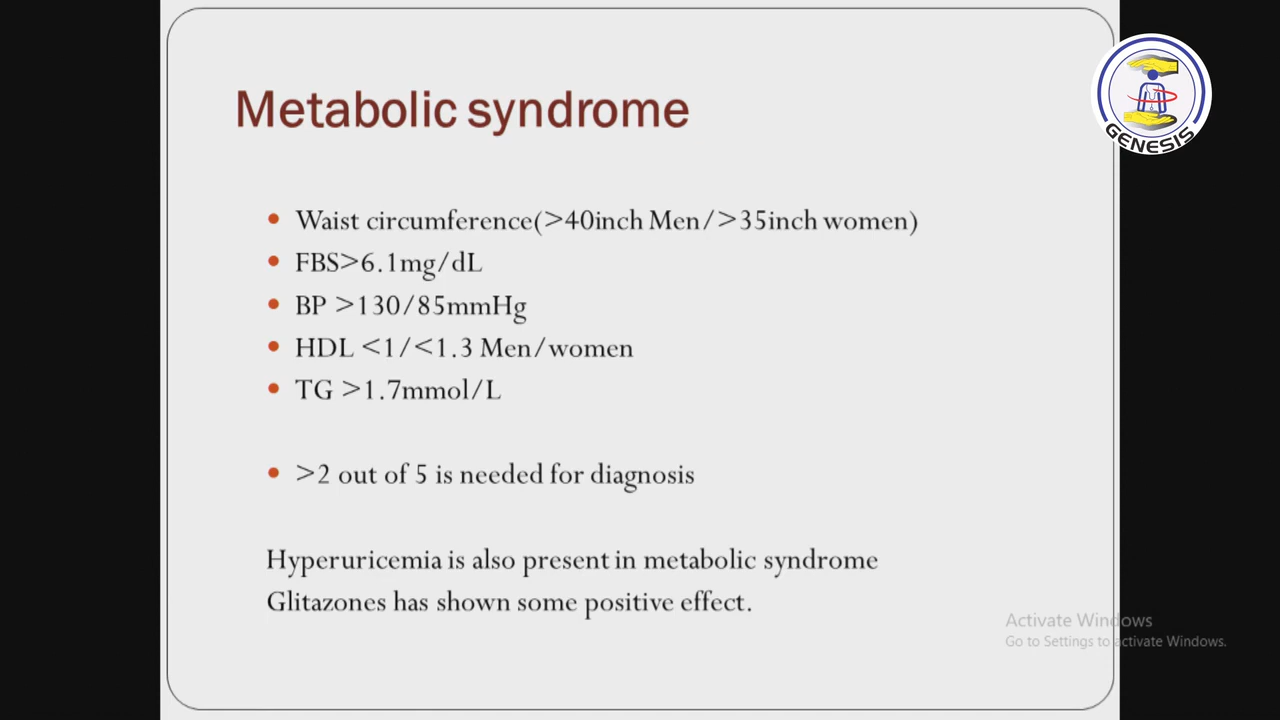 Metabolic syndrome
GENESIS
• Waist circumference(>40inch Men/>35inch women)
• FBS>6.1mg/dL
• BP >130/85mmHg
• HDL <1/<1.3 Men/women
• TG >1.7mmol/L
• >2 out of 5 is needed for diagnosis
Hyperuricemia is also present in metabolic syndrome
Glitazones has shown some positive effect.
Activate Windows
Go to Settings to activate Windows.